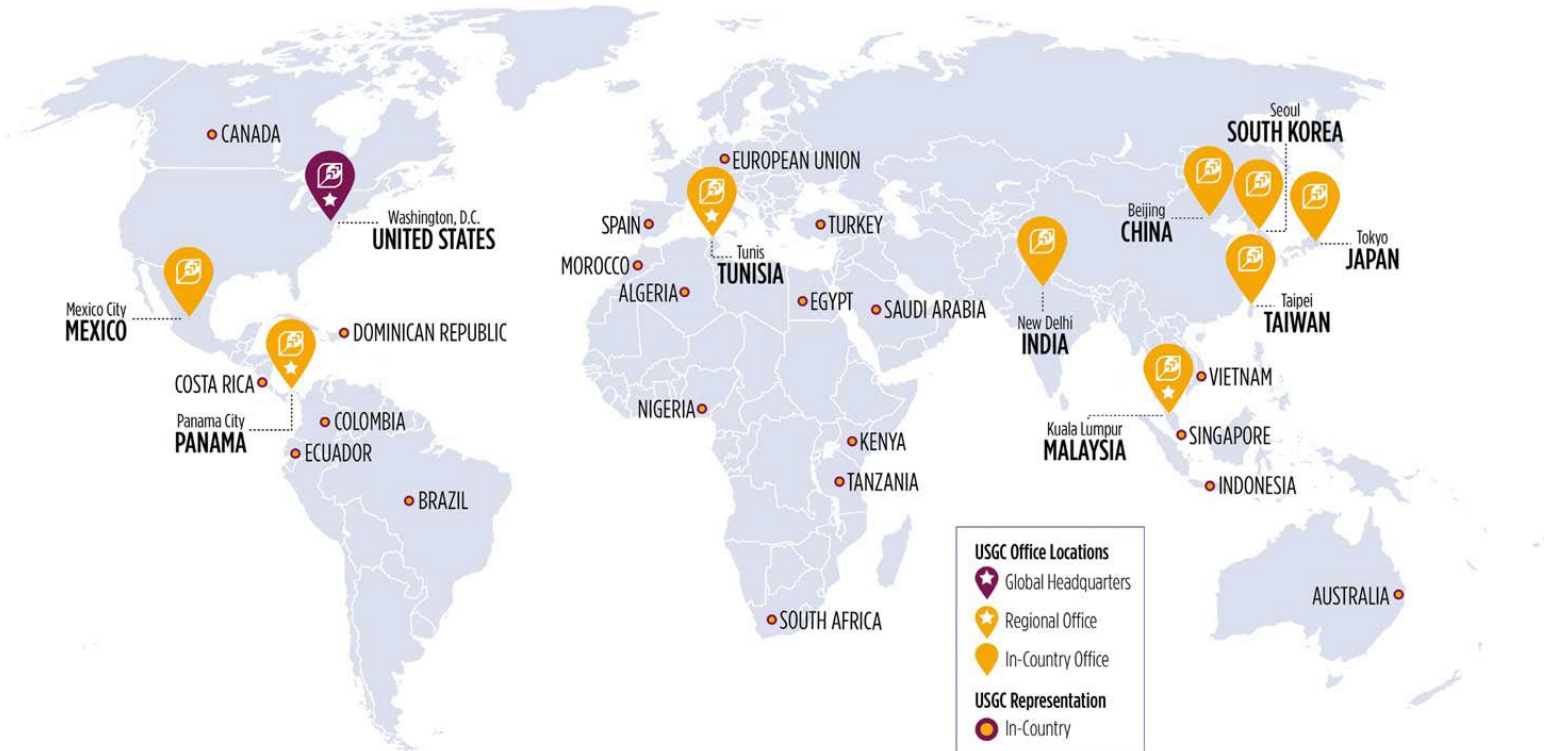 CANADA
Washington, D.C.
UNITED STATES
Mexico City
MEXICO
DOMINICAN REPUBLIC
COSTA RICA
Panama City
PANAMA
COLOMBIA
ECUADOR
BRAZIL
EUROPEAN UNION
SPAIN
TURKEY
MOROCCO
Tunis
TUNISIA
ALGERIA
EGYPT
SAUDI ARABIA
NIGERIA
KENYA
TANZANIA
SOUTH AFRICA
Seoul
SOUTH KOREA
Beijing
CHINA
Tokyo
JAPAN
Taipei
TAIWAN
New Delhi
INDIA
VIETNAM
Kuala Lumpur
MALAYSIA
SINGAPORE
INDONESIA
AUSTRALIA
USGC Office Locations
Global Headquarters
Regional Office
In-Country Office
USGC Representation
In-Country